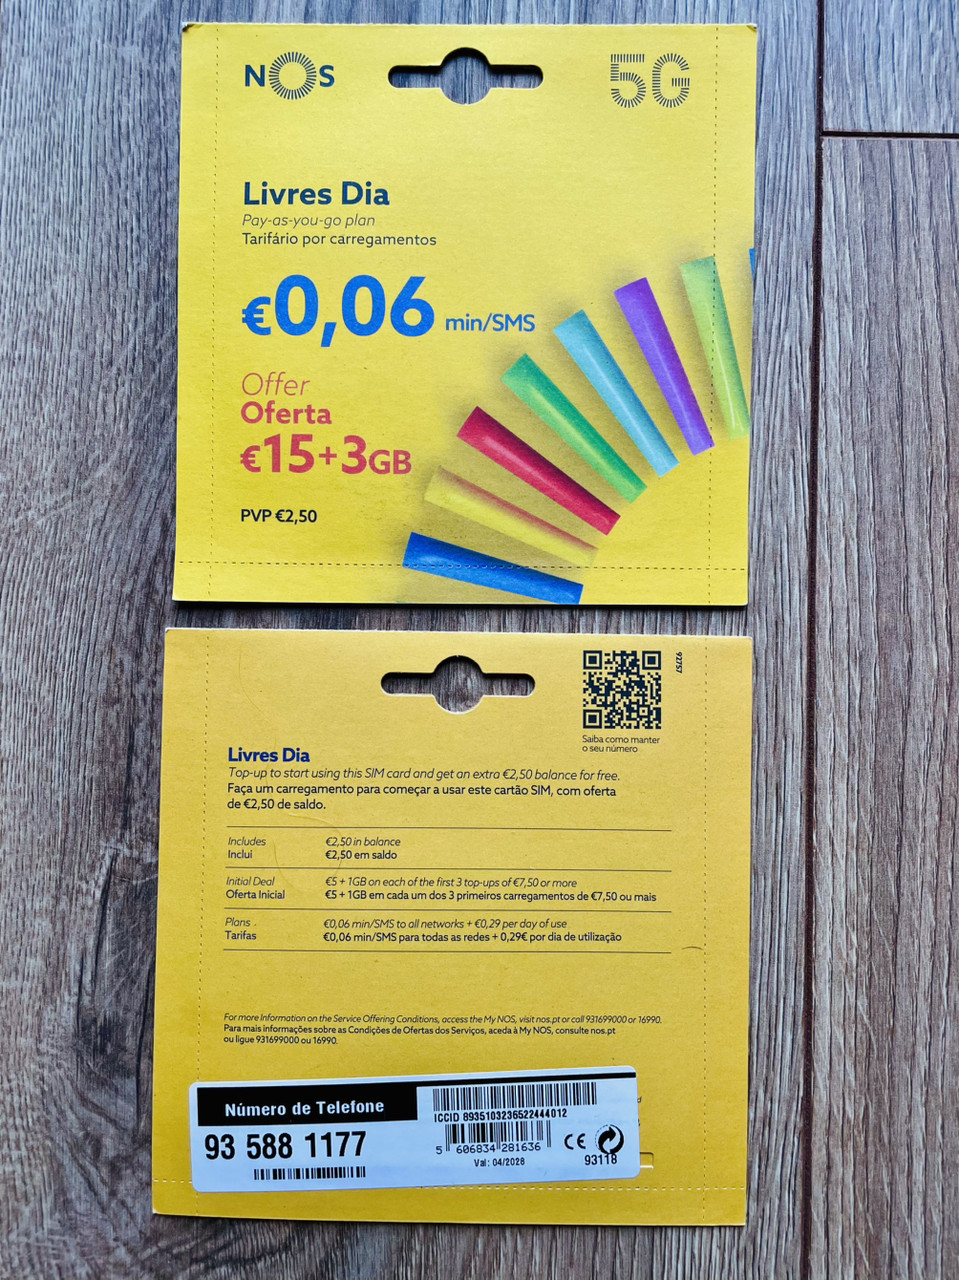 NOS
5G
Livres Dia
Pay-as-you-go plan
Tarifário por carregamentos
€0,06 min/SMS
Offer
Oferta
€15+3GB
PVP €2,50
92757
Saiba como manter
o seu número
Livres Dia
Top-up to start using this SIM card and get an extra €2,50 balance for free.
Faça um carregamento para começar a usar este cartão SIM, com oferta
de €2,50 de saldo.
Includes €2,50 in balance
Inclui €2,50 em saldo
Initial Deal €5 + 1GB on each of the first 3 top-ups of €7,50 or more
Oferta Inicial €5 + 1GB em cada um dos 3 primeiros carregamentos de €7,50 ou mais
Plans €0,06 min/SMS to all networks + €0,29 per day of use
Tarifas €0,06 min/SMS para todas as redes + 0,29€ por dia de utilização
For more Information on the Service Offering Conditions, access the My NOS, visit nos.pt or call 931699000 or 16990.
Para mais informações sobre as Condições de Ofertas dos Serviços, aceda à My NOS, consulte nos.pt
ou ligue 931699000 ou 16990.
Número de Telefone
93 588 1177
ICCID 8935103236522444012
5 606834 281636
Val: 04/2028
CE
93118